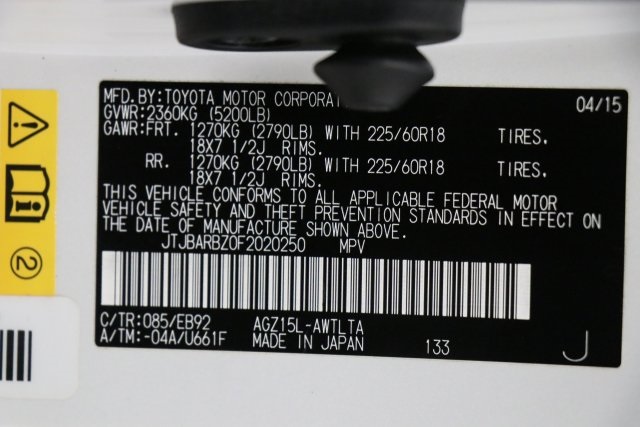 MFD.BY:TOYOTA MOTOR 04/15
GVWR:2360KG (5200LB)
GAWR:FRT. 1270KG (2790LB) WITH 225/60R18 TIRES.
18X7 1/2J RIMS.
RR. 1270KG (2790LB) WITH 225/60R18 TIRES.
18X7 1/2J RIMS.
THIS VEHICLE CONFORMS TO ALL APPLICABLE FEDERAL MOTOR
VEHICLE SAFETY AND THEFT PREVENTION STANDARDS IN EFFECT ON
THE DATE OF MANUFACTURE SHOWN ABOVE.
JTJBARBZ0F2020250 MPV
C/TR:085/EB92 AGZ15L-AWTLTA
A/TM:-04A/U661F MADE IN JAPAN 133 J
2